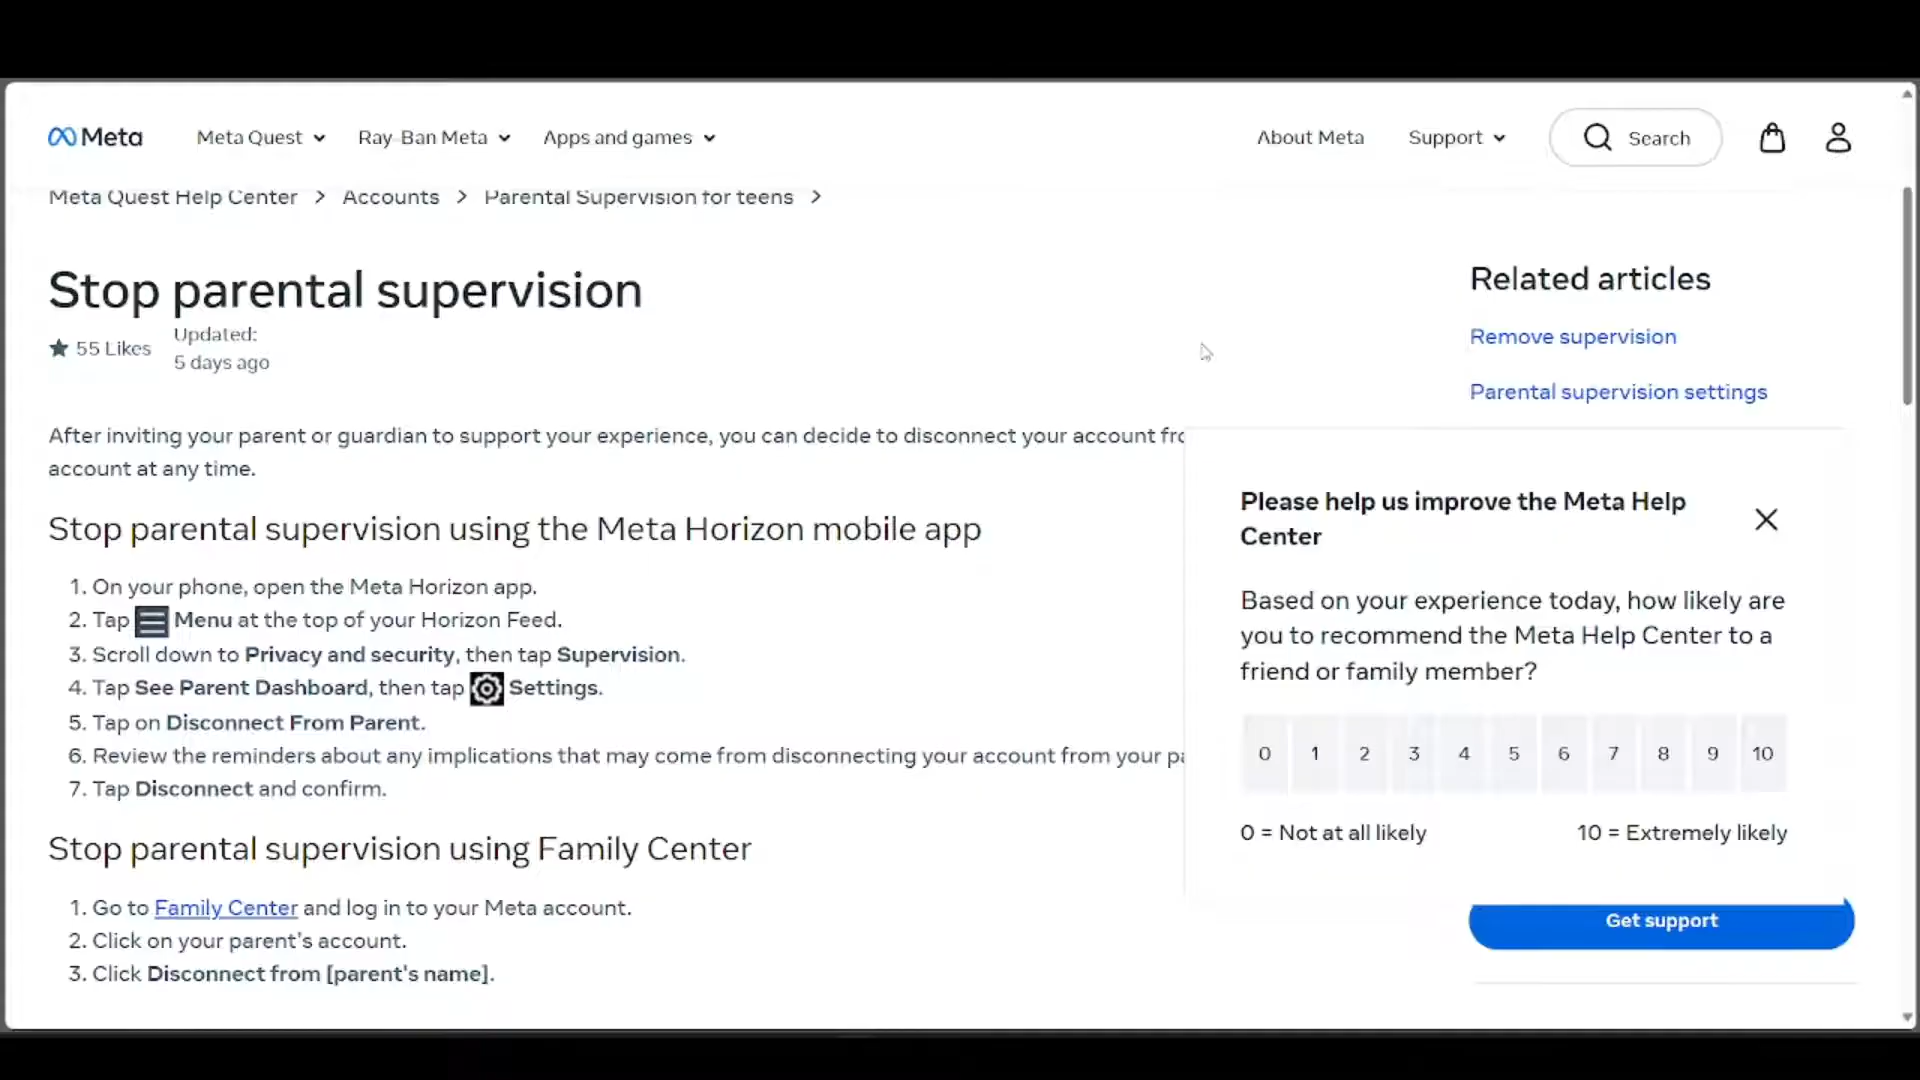 Meta
Meta Quest
Ray-Ban Meta
Apps and games
About Meta
Support
Search
Meta Quest Help Center > Accounts > Parental Supervision for teens >
Stop parental supervision
55 Likes
Updated:
5 days ago
After inviting your parent or guardian to support your experience, you can decide to disconnect your account
account at any time.
Stop parental supervision using the Meta Horizon mobile app
1. On your phone, open the Meta Horizon app.
2. Tap Menu at the top of your Horizon Feed.
3. Scroll down to Privacy and security, then tap Supervision.
4. Tap See Parent Dashboard, then tap Settings.
5. Tap on Disconnect From Parent.
6. Review the reminders about any implications that may come from disconnecting your account from your
7. Tap Disconnect and confirm.
Stop parental supervision using Family Center
1. Go to Family Center and log in to your Meta account.
2. Click on your parent's account.
3. Click Disconnect from [parent's name].
Related articles
Remove supervision
Parental supervision settings
Please help us improve the Meta Help
Center
Based on your experience today, how likely are
you to recommend the Meta Help Center to a
friend or family member?
0 1 2 3 4 5 6 7 8 9 10
0 = Not at all likely
10 = Extremely likely
Get support